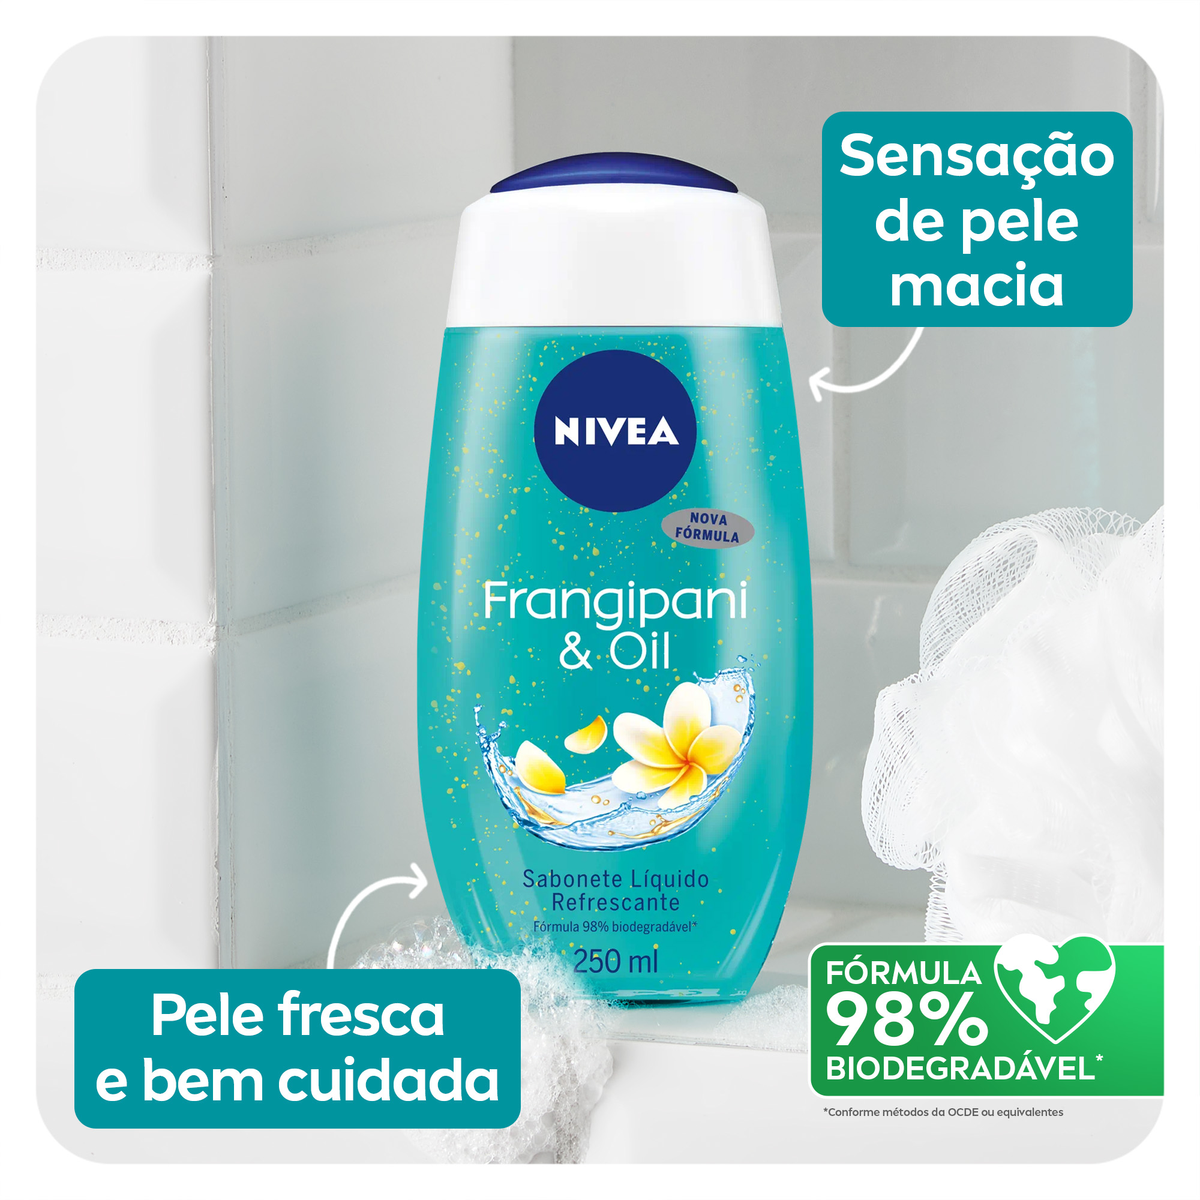 Sensação
de pele
macia
NIVEA
NOVA
FÓRMULA
Frangipani
& Oil
Sabonete Líquido
Refrescante
Fórmula 98% biodegradável*
250 ml
Pele fresca
e bem cuidada
FÓRMULA
98%
BIODEGRADÁVEL*
*Conforme métodos da OCDE ou equivalentes